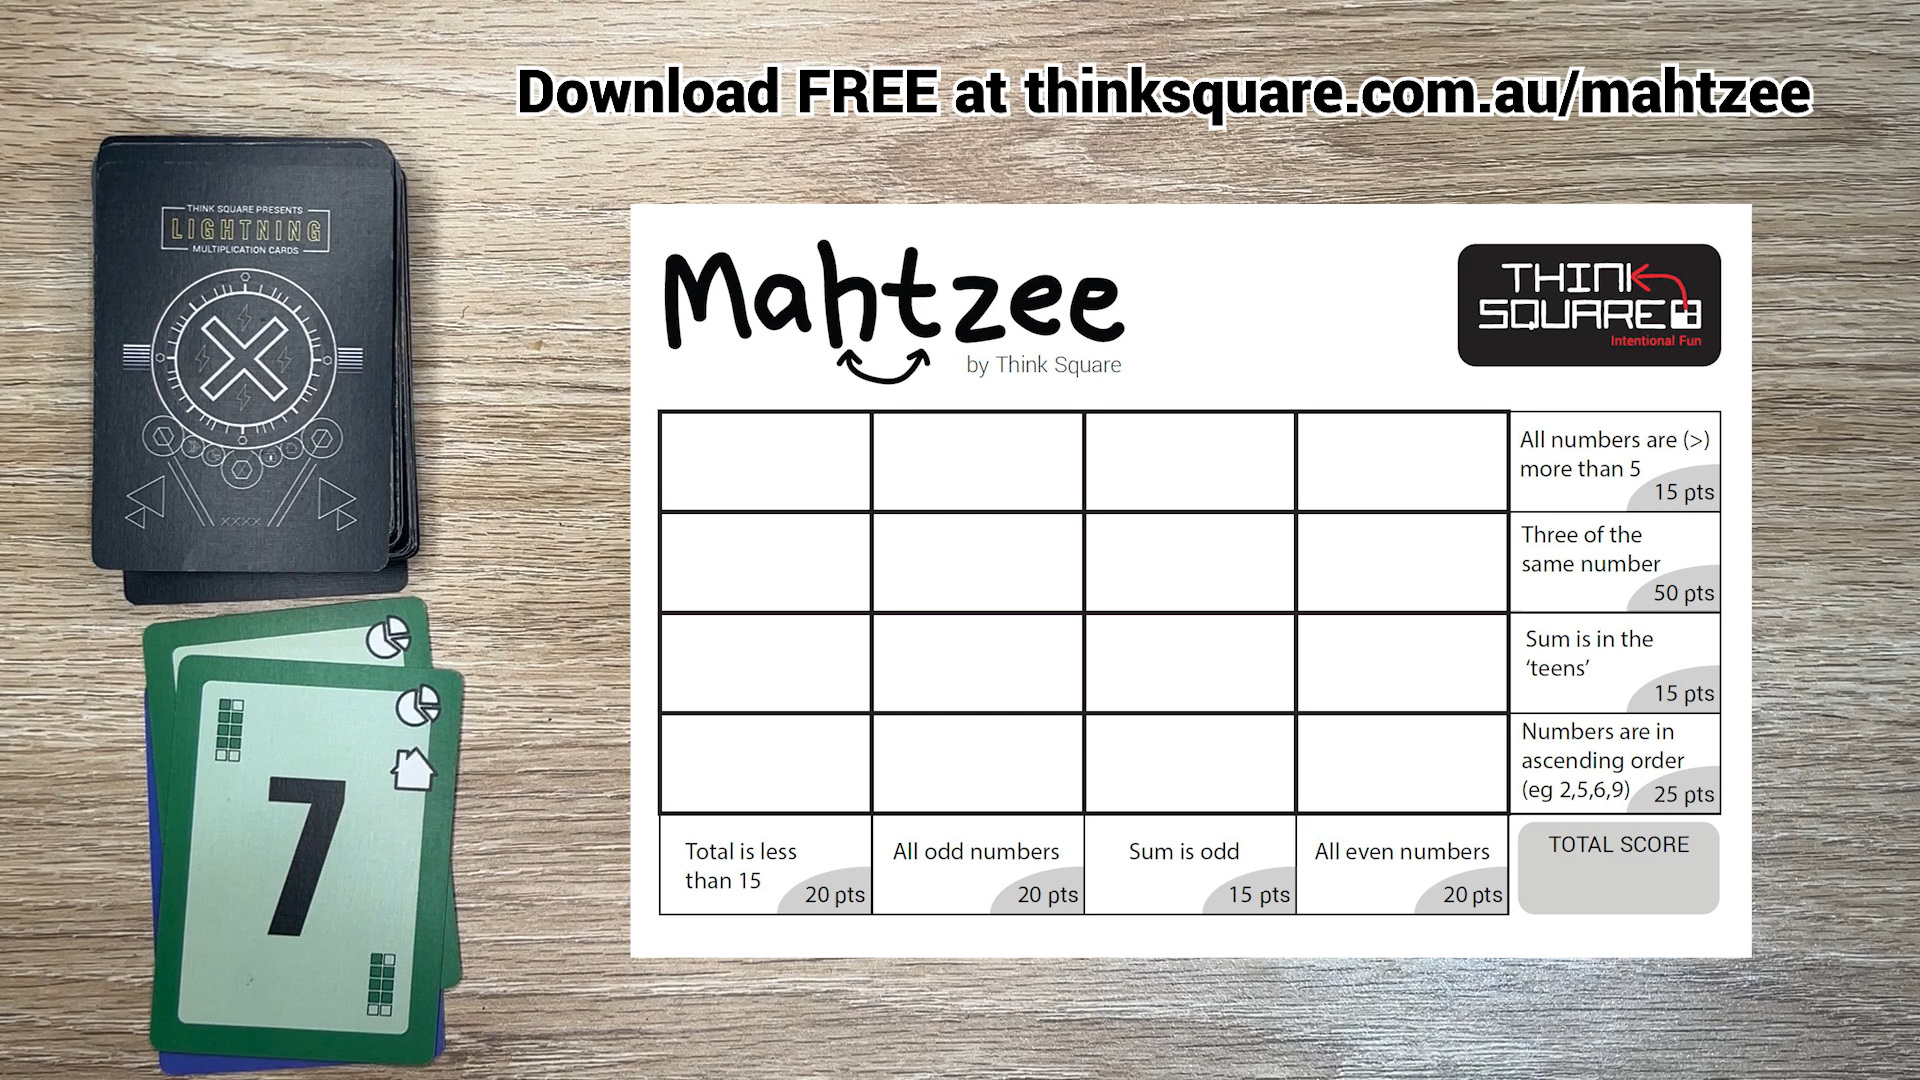 Download FREE at thinksquare.com.au/mahtzee
THINK SQUARE PRESENTS
LIGHTNING
MULTIPLICATION CARDS
XXXX
7
Mahtzee
by Think Square
THINK
SQUARE
Intentional Fun
All numbers are (>)
more than 5
15 pts
Three of the
same number
50 pts
Sum is in the
‘teens’
15 pts
Numbers are in
ascending order
(eg 2,5,6,9)
25 pts
Total is less
than 15
20 pts
All odd numbers
20 pts
Sum is odd
15 pts
All even numbers
20 pts
TOTAL SCORE